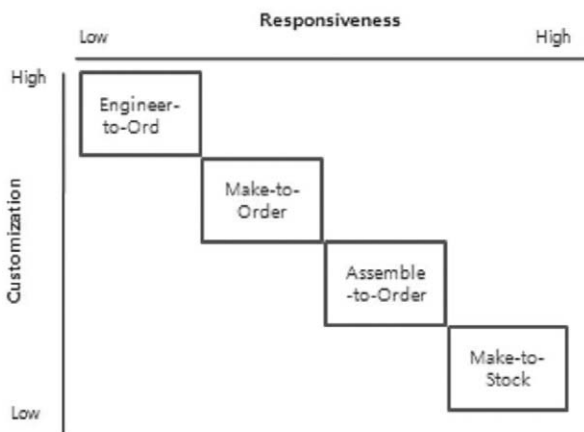 Responsiveness
Low
High
High
Customization
Low
Engineer-
to-Ord
Make-to-
Order
Assemble
-to-Order
Make-to-
Stock